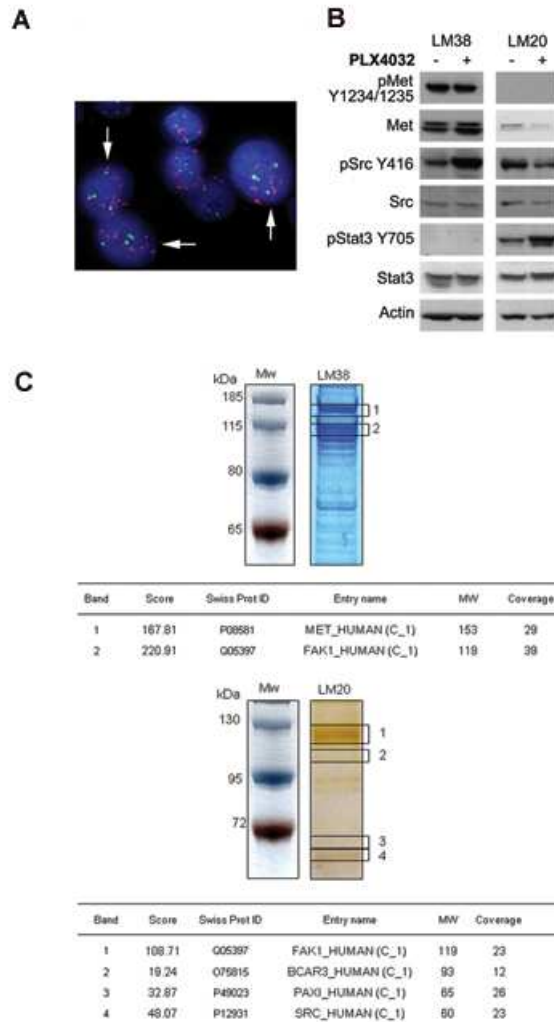 A
B
LM38 LM20
PLX4032 - + - +
pMet
Y1234/1235
Met
pSrc Y416
Src
pStat3 Y705
Stat3
Actin
C
kDa Mw LM38
185
115
80
65
1
2
Band Score Swiss Prot ID Entry name MW Coverage
1 167.81 P08581 MET_HUMAN (C_1) 153 29
2 220.91 Q05397 FAK1_HUMAN (C_1) 119 39
kDa Mw LM20
130
95
72
1
2
3
4
Band Score Swiss Prot ID Entry name MW Coverage
1 108.71 Q05397 FAK1_HUMAN (C_1) 119 23
2 19.24 O75815 BCAR3_HUMAN (C_1) 93 12
3 32.87 P49023 PAXI_HUMAN (C_1) 65 26
4 48.07 P12931 SRC_HUMAN (C_1) 60 23